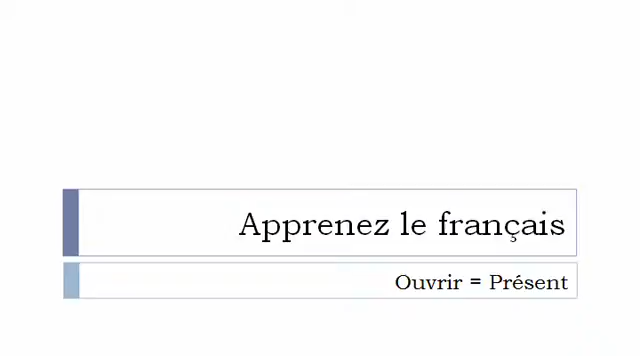 Apprenez le français
Ouvrir = Présent